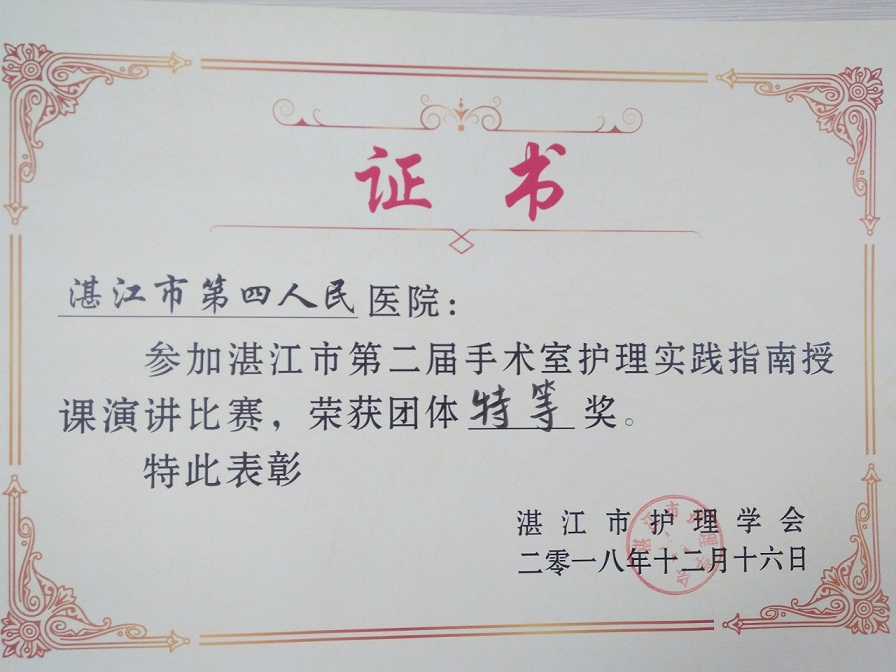 证书
湛江市第四人民医院：
参加湛江市第二届手术室护理实践指南授
课演讲比赛，荣获团体特等奖。
特此表彰
湛江市护理学会
二零一八年十二月十六日